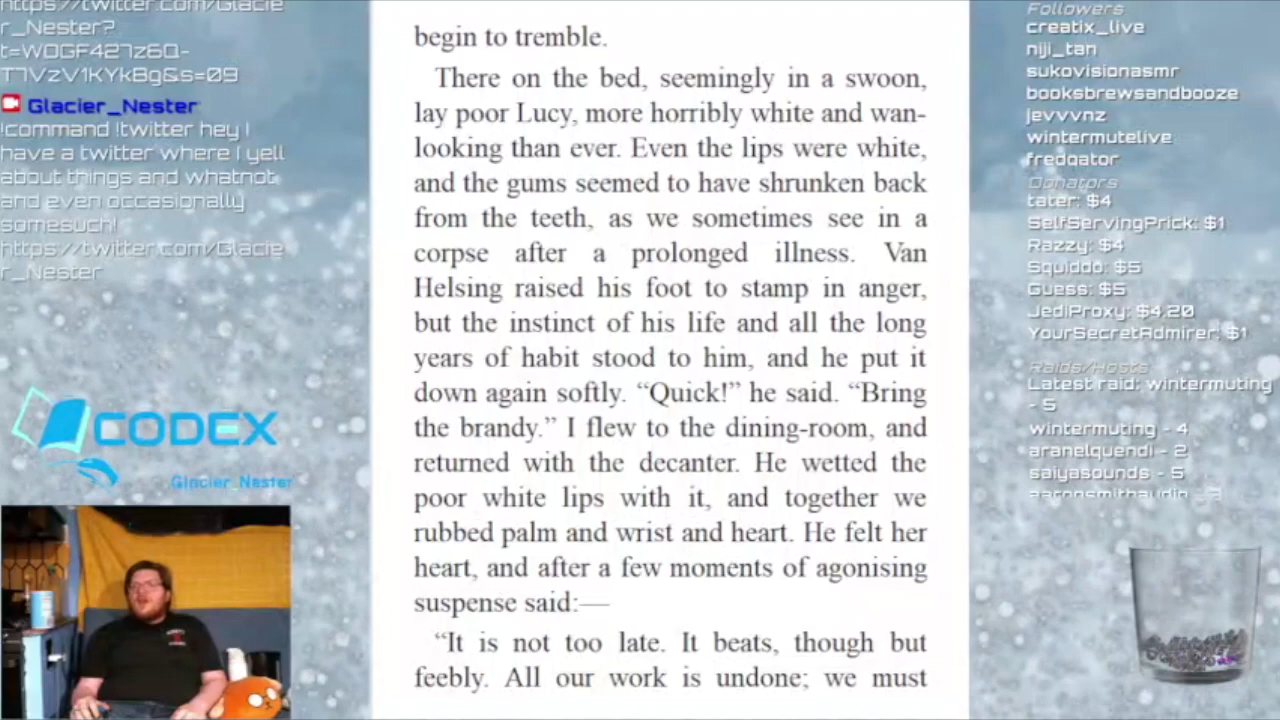 https://twitter.com/Glacie
r_Nester?
t=WOGF427z6Q-
T7VzV1KYkBg&s=09
Glacier_Nester
!command !twitter hey I
have a twitter where I yell
about things and whatnot
and even occasionally
somesuch!
https://twitter.com/Glacie
r_Nester
CODEX
Glacier_Nester
begin to tremble.
There on the bed, seemingly in a swoon,
lay poor Lucy, more horribly white and wan-
looking than ever. Even the lips were white,
and the gums seemed to have shrunken back
from the teeth, as we sometimes see in a
corpse after a prolonged illness. Van
Helsing raised his foot to stamp in anger,
but the instinct of his life and all the long
years of habit stood to him, and he put it
down again softly. “Quick!” he said. “Bring
the brandy.” I flew to the dining-room, and
returned with the decanter. He wetted the
poor white lips with it, and together we
rubbed palm and wrist and heart. He felt her
heart, and after a few moments of agonising
suspense said:—
“It is not too late. It beats, though but
feebly. All our work is undone; we must
Followers
creatix_live
niji_tan
sukovisionasmr
booksbrewsandbooze
jevvvnz
wintermutelive
fredgator
Donators
tater: $4
SelfServingPrick: $1
Razzy: $4
Squiddo: $5
Guess: $5
JediProxy: $4.20
YourSecretAdmirer: $1
Raids/Hosts
Latest raid: wintermuting
- 5
wintermuting - 4
aranelquendi - 2
saiyasounds - 5